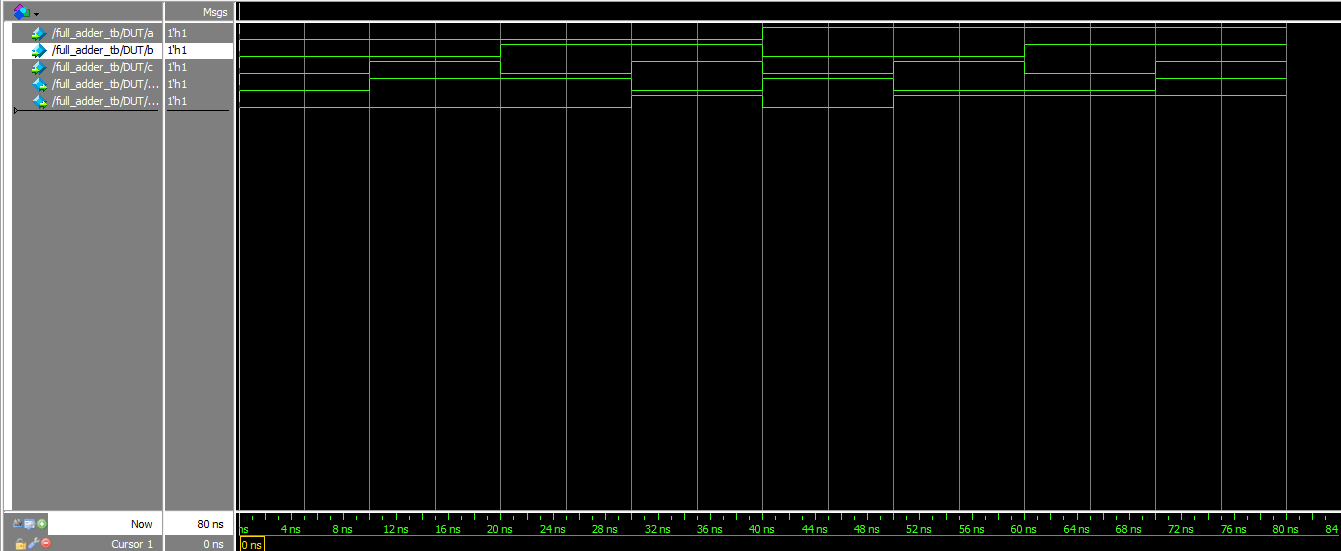 Msgs
/full_adder_tb/DUT/a 1'h1
/full_adder_tb/DUT/b 1'h1
/full_adder_tb/DUT/c 1'h1
/full_adder_tb/DUT/... 1'h1
/full_adder_tb/DUT/... 1'h1
Now 80 ns ns 4 ns 8 ns 12 ns 16 ns 20 ns 24 ns 28 ns 32 ns 36 ns 40 ns 44 ns 48 ns 52 ns 56 ns 60 ns 64 ns 68 ns 72 ns 76 ns 80 ns 84
Cursor 1 0 ns 0 ns